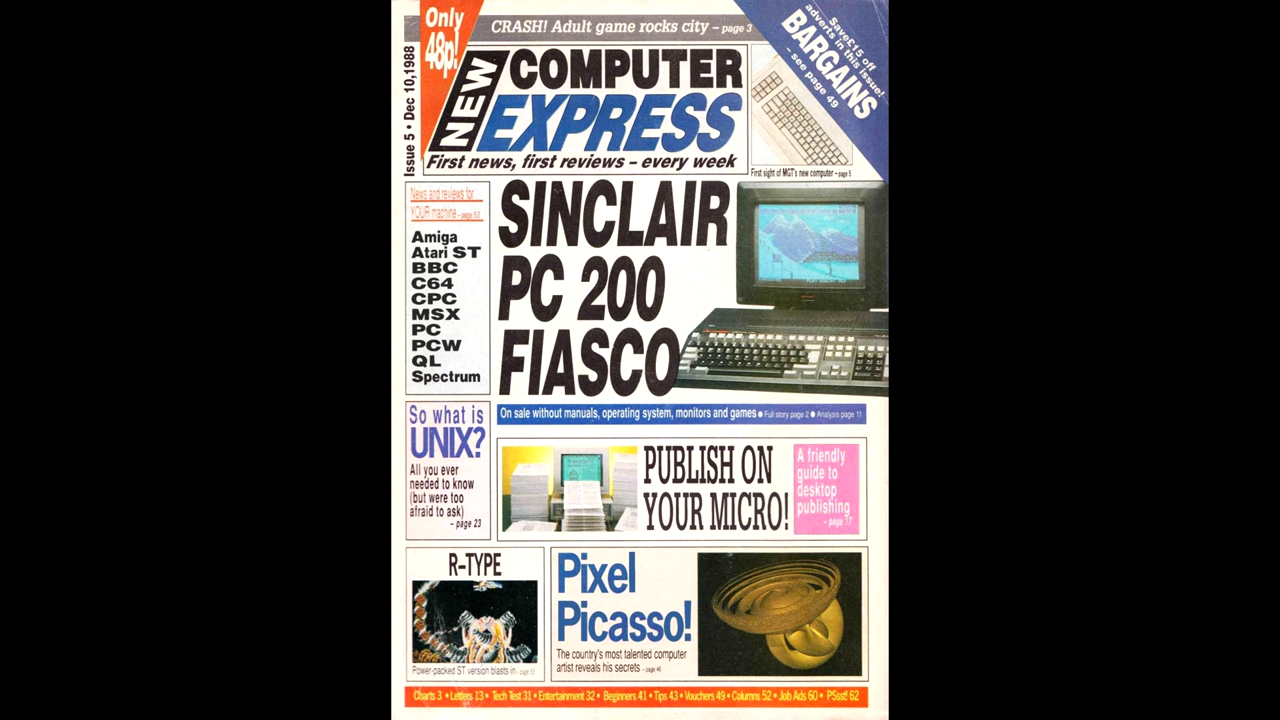 Only
48p!
CRASH! Adult game rocks city – page 3
Save £15 off
adverts in this issue!
BARGAINS
– see page 49
Issue 5 • Dec 10, 1988
NEW
COMPUTER
EXPRESS
First news, first reviews – every week
First sight of MGT's new computer – page 5
News and reviews for
YOUR machine – page 52
Amiga
Atari ST
BBC
C64
CPC
MSX
PC
PCW
QL
Spectrum
SINCLAIR
PC 200
FIASCO
On sale without manuals, operating system, monitors and games ● Full story page 2 ● Analysis page 11
So what is
UNIX?
All you ever
needed to know
(but were too
afraid to ask)
– page 23
PUBLISH ON
YOUR MICRO!
A friendly
guide to
desktop
publishing
– page 17
R–TYPE
Power-packed ST version blasts in – page
Pixel
Picasso!
The country's most talented computer
artist reveals his secrets – page 46
Charts 3 • Letters 13 • Tech Test 31 • Entertainment 32 • Beginners 41 • Tips 43 • Vouchers 49 • Columns 52 • Job Ads 60 • PSsst! 62